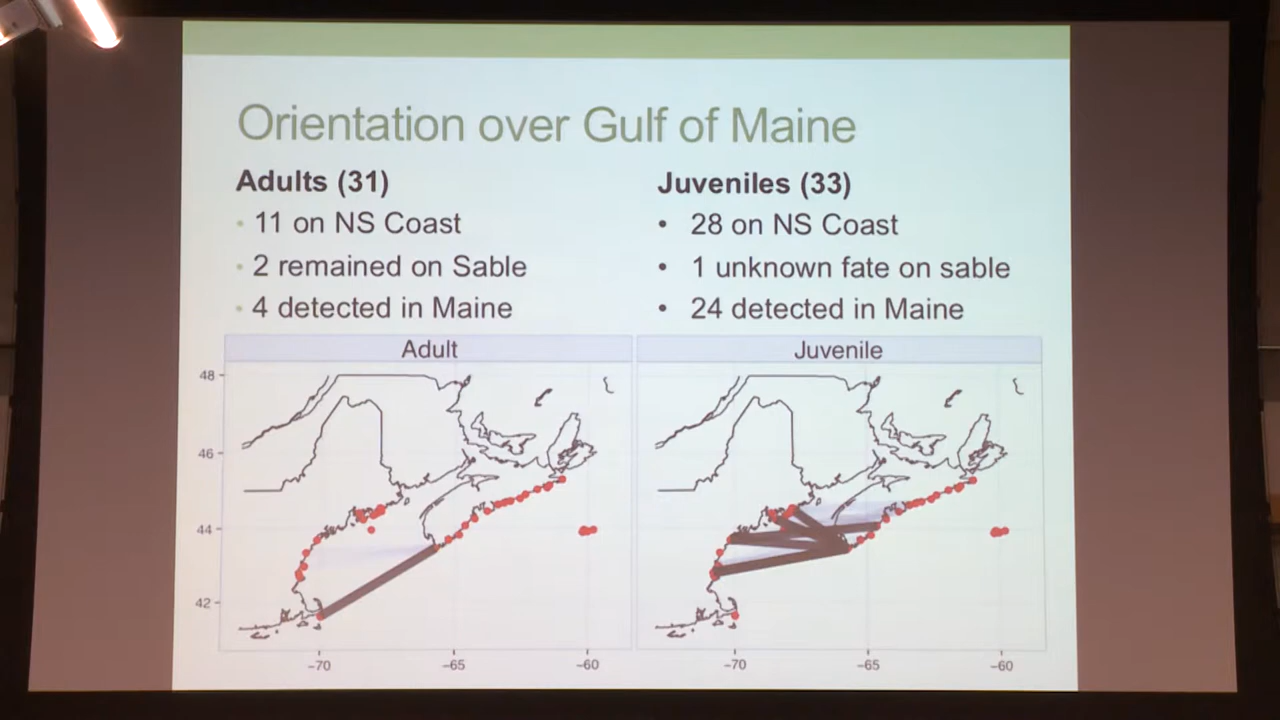 Orientation over Gulf of Maine
Adults (31)
• 11 on NS Coast
• 2 remained on Sable
• 4 detected in Maine
Juveniles (33)
• 28 on NS Coast
• 1 unknown fate on sable
• 24 detected in Maine
Adult
Juvenile
48
46
44
42
−70
−65
−60
−70
−65
−60